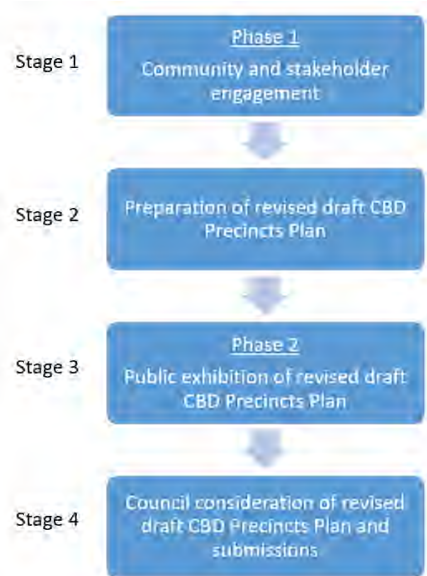 Stage 1
Phase 1
Community and stakeholder
engagement
Stage 2
Preparation of revised draft CBD
Precincts Plan
Stage 3
Phase 2
Public exhibition of revised draft
CBD Precincts Plan
Stage 4
Council consideration of revised
draft CBD Precincts Plan and
submissions